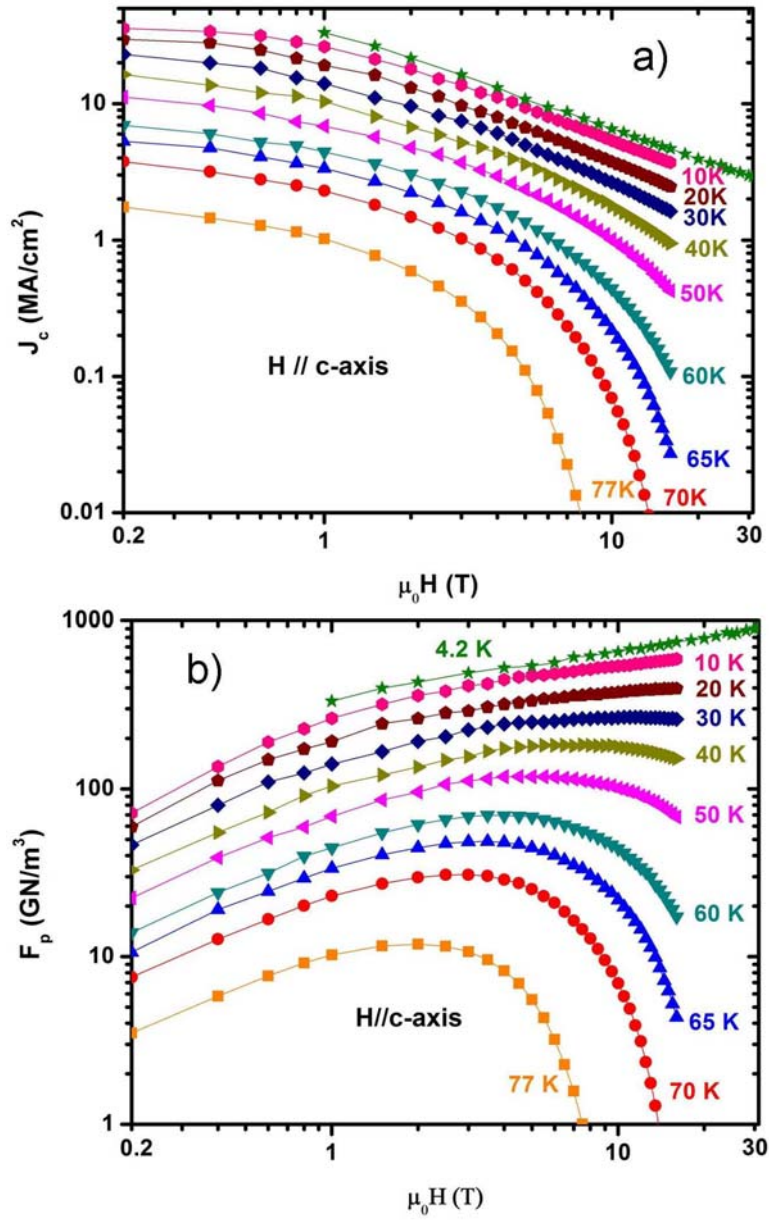 a)
10
1
0.1
0.01
J_c (MA/cm²)
H // c-axis
10K
20K
30K
40K
50K
60K
65K
70K
77K
0.2
1
10
30
μ₀H (T)
b)
1000
100
10
1
F_p (GN/m³)
4.2 K
10 K
20 K
30 K
40 K
50 K
60 K
65 K
70 K
77 K
H//c-axis
0.2
1
10
30
μ₀H (T)